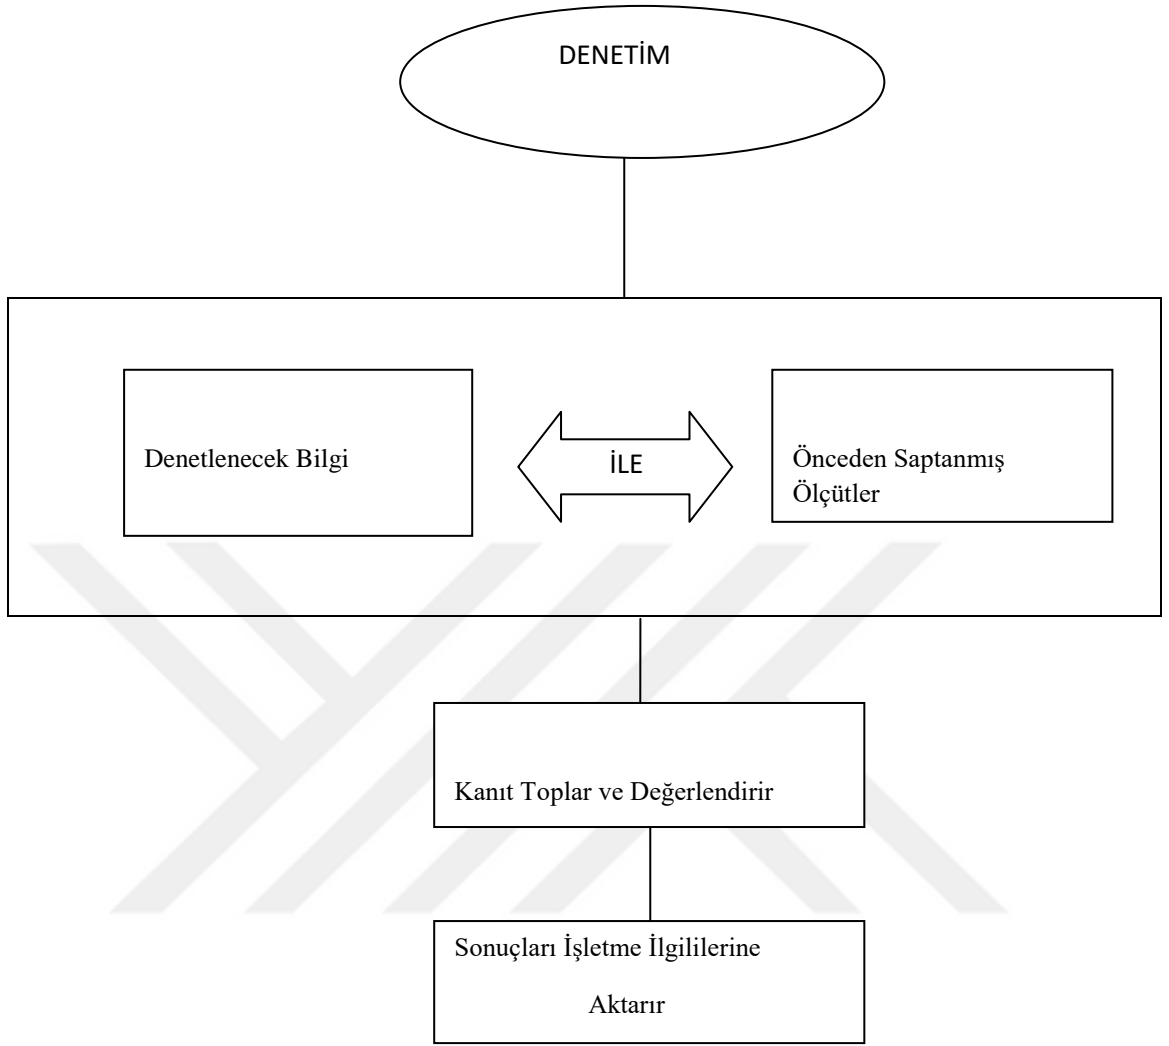 DENETİM
Denetlenecek Bilgi
İLE
Önceden Saptanmış
Ölçütler
Kanıt Toplar ve Değerlendirir
Sonuçları İşletme İlgililerine
Aktarır